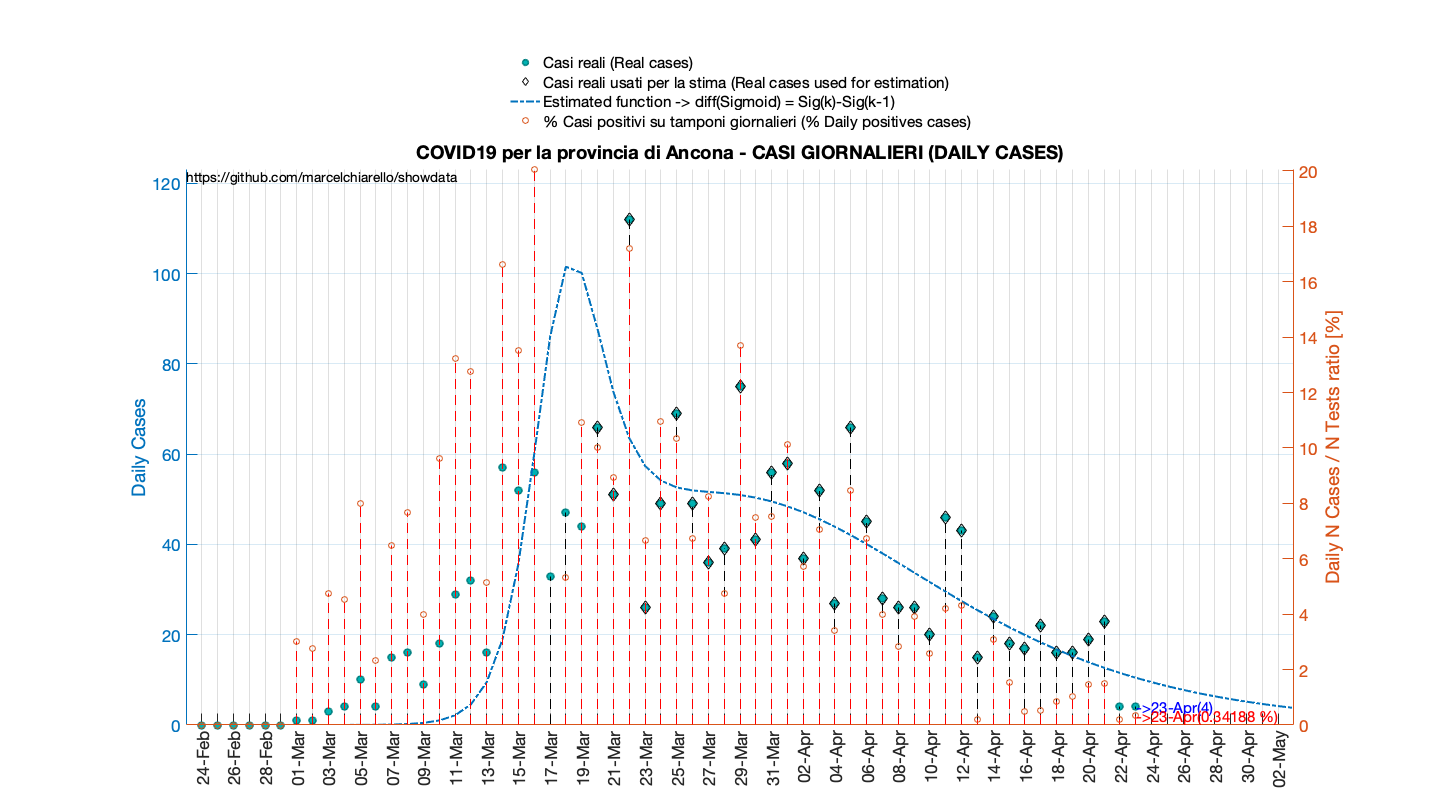 Casi reali (Real cases)
Casi reali usati per la stima (Real cases used for estimation)
Estimated function -> diff(Sigmoid) = Sig(k)-Sig(k-1)
% Casi positivi su tamponi giornalieri (% Daily positives cases)
COVID19 per la provincia di Ancona - CASI GIORNALIERI (DAILY CASES)
https://github.com/marcelchiarello/showdata
Daily Cases
120
100
80
60
40
20
0
20
18
16
14
12
10
8
6
4
2
0
Daily N Cases / N Tests ratio [%]
->23-Apr(4)
->23-Apr(0.34188 %)
24-Feb
26-Feb
28-Feb
01-Mar
03-Mar
05-Mar
07-Mar
09-Mar
11-Mar
13-Mar
15-Mar
17-Mar
19-Mar
21-Mar
23-Mar
25-Mar
27-Mar
29-Mar
31-Mar
02-Apr
04-Apr
06-Apr
08-Apr
10-Apr
12-Apr
14-Apr
16-Apr
18-Apr
20-Apr
22-Apr
24-Apr
26-Apr
28-Apr
30-Apr
02-May